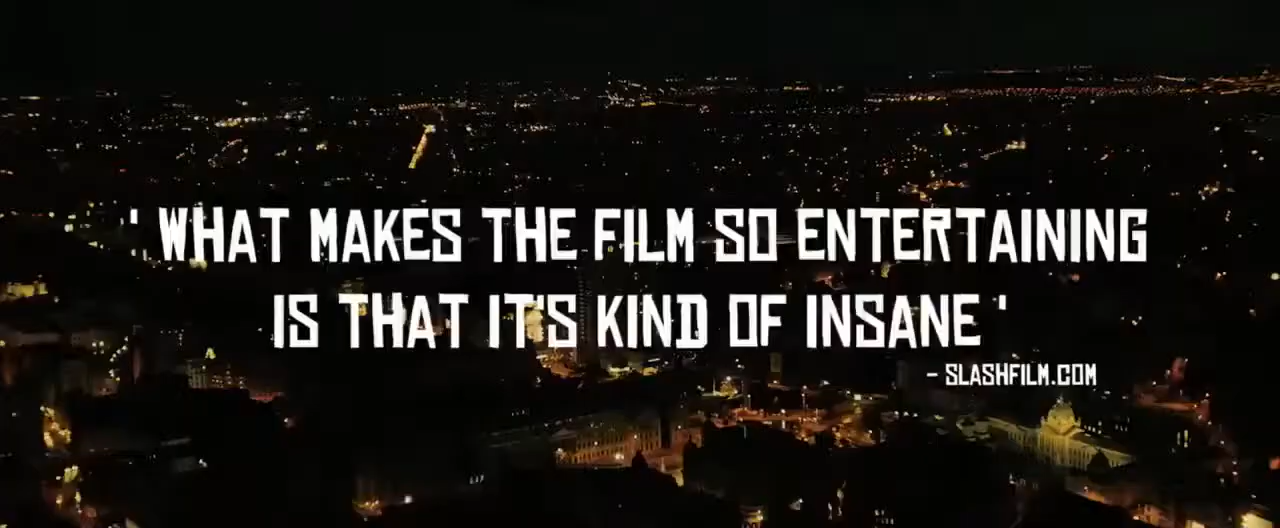 ' WHAT MAKES THE FILM SO ENTERTAINING
IS THAT IT'S KIND OF INSANE '
- SLASHFILM.COM